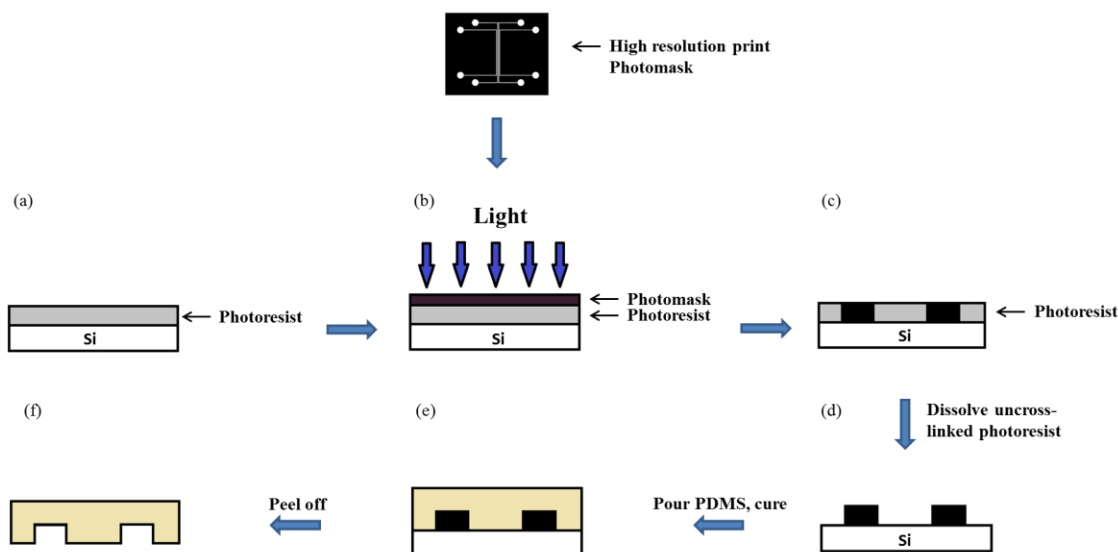 High resolution print
Photomask
(a)
(b)
(c)
Light
Photoresist
Si
Photomask
Photoresist
Si
Photoresist
(f)
(e)
(d)
Dissolve uncross-
linked photoresist
Peel off
Pour PDMS, cure
Si